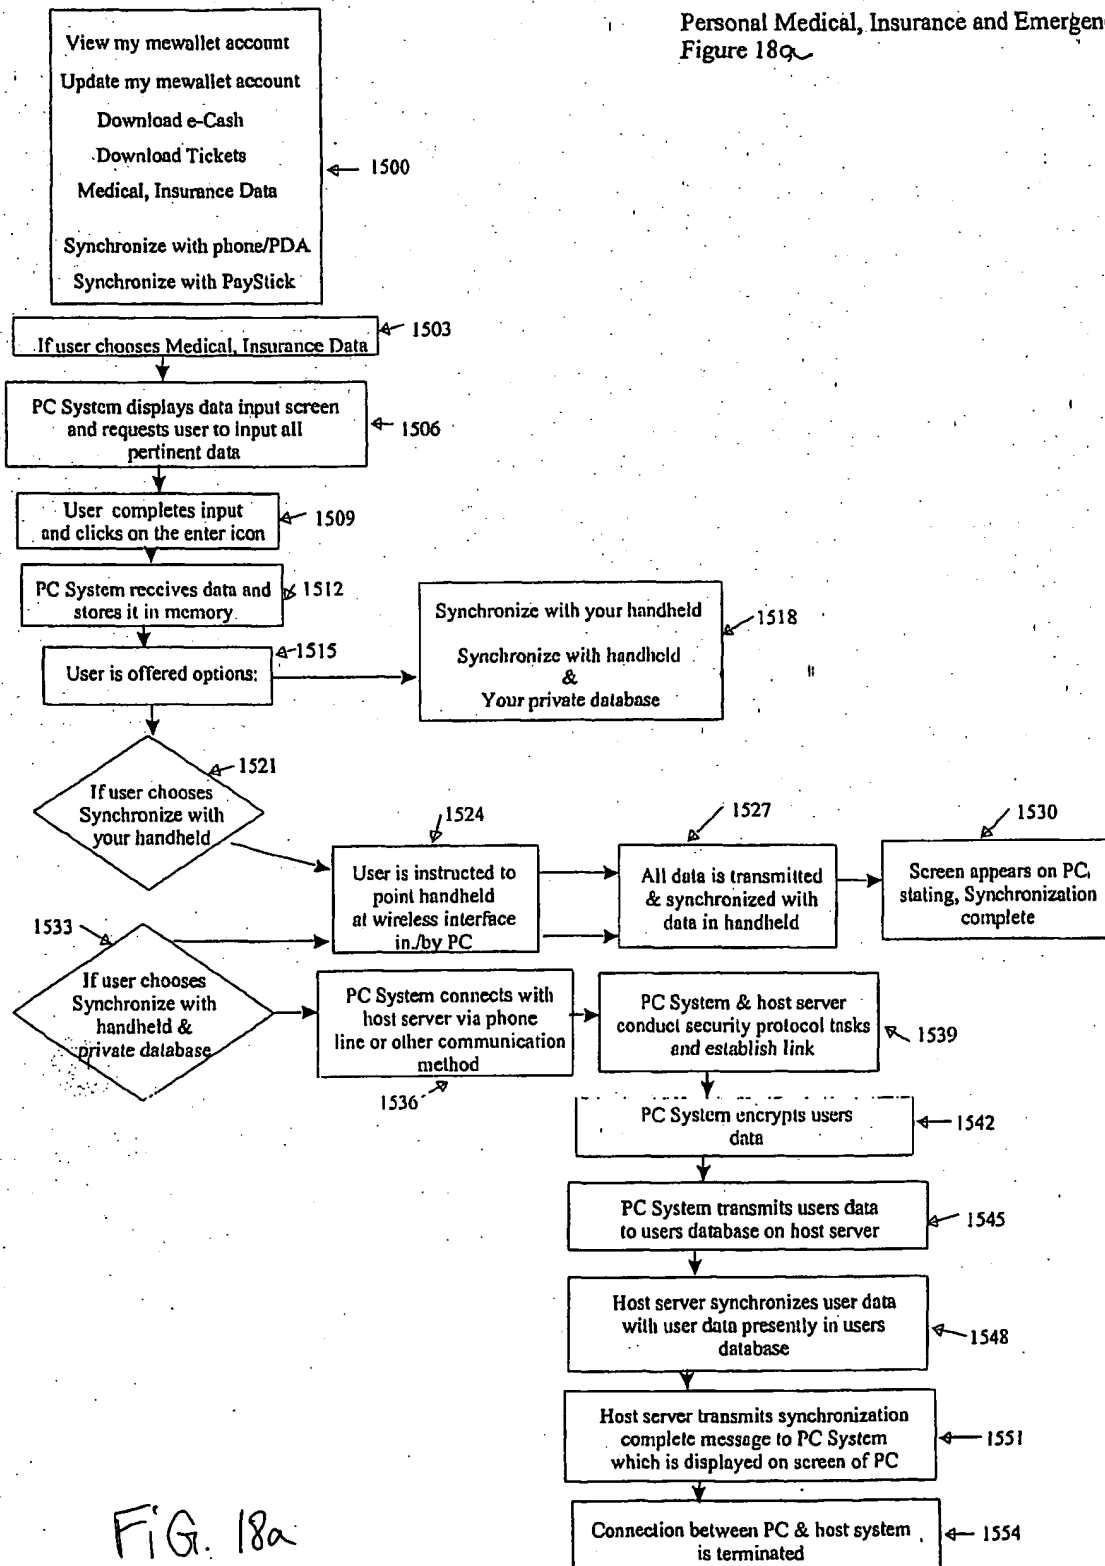 Personal Medical, Insurance and Emergen
Figure 18a
View my mewallet account
Update my mewallet account
Download e-Cash
Download Tickets
Medical, Insurance Data
Synchronize with phone/PDA
Synchronize with PayStick
1500
If user chooses Medical, Insurance Data
1503
PC System displays data input screen
and requests user to input all
pertinent data
1506
User completes input
and clicks on the enter icon
1509
PC System receives data and
stores it in memory
1512
User is offered options:
1515
Synchronize with your handheld
Synchronize with handheld
&
Your private database
1518
If user chooses
Synchronize with
your handheld
1521
User is instructed to
point handheld
at wireless interface
in./by PC
1524
All data is transmitted
& synchronized with
data in handheld
1527
Screen appears on PC,
stating, Synchronization
complete
1530
If user chooses
Synchronize with
handheld &
private database
1533
PC System connects with
host server via phone
line or other communication
method
1536
PC System & host server
conduct security protocol tasks
and establish link
1539
PC System encrypts users
data
1542
PC System transmits users data
to users database on host server
1545
Host server synchronizes user data
with user data presently in users
database
1548
Host server transmits synchronization
complete message to PC System
which is displayed on screen of PC
1551
Connection between PC & host system
is terminated
1554
FiG. 18a